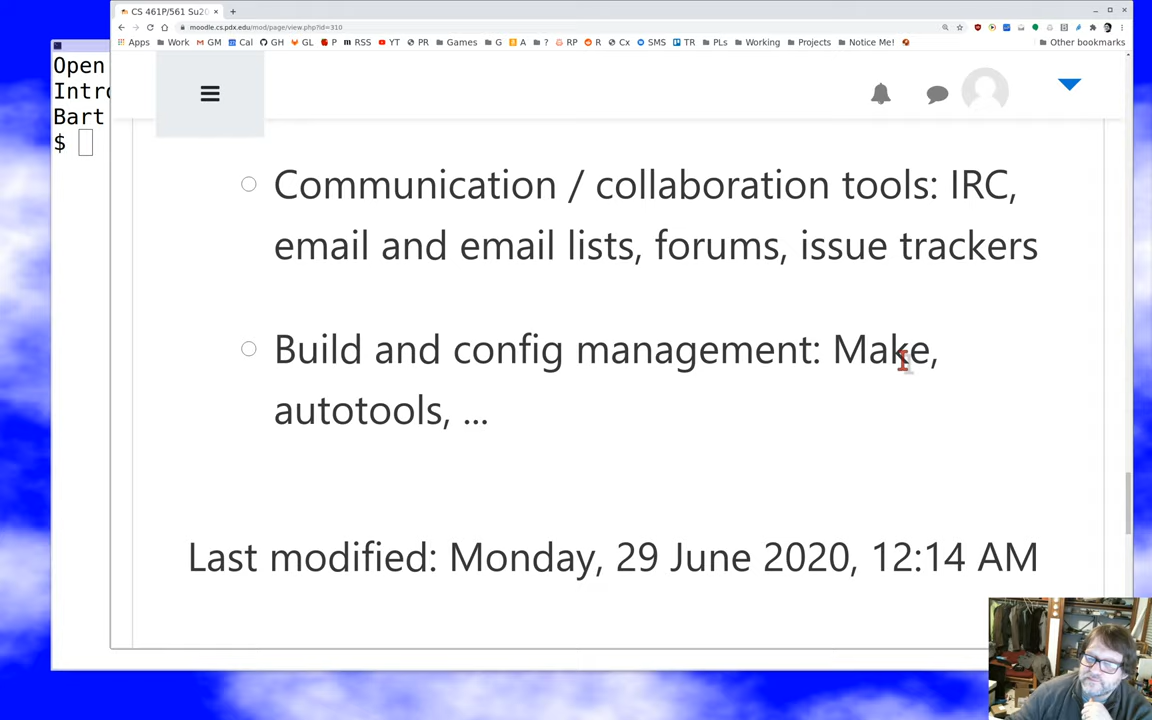 CS 461P/561 Su20
moodle.cs.pdx.edu/mod/page/view.php?id=310
Apps Work GM Cal GH GL P RSS YT PR Games G A ? RP R Cx SMS TR PLs Working Projects Notice Me! Other bookmarks
Open
Intro
Bart
$
Communication / collaboration tools: IRC,
email and email lists, forums, issue trackers
Build and config management: Make,
autotools, ...
Last modified: Monday, 29 June 2020, 12:14 AM